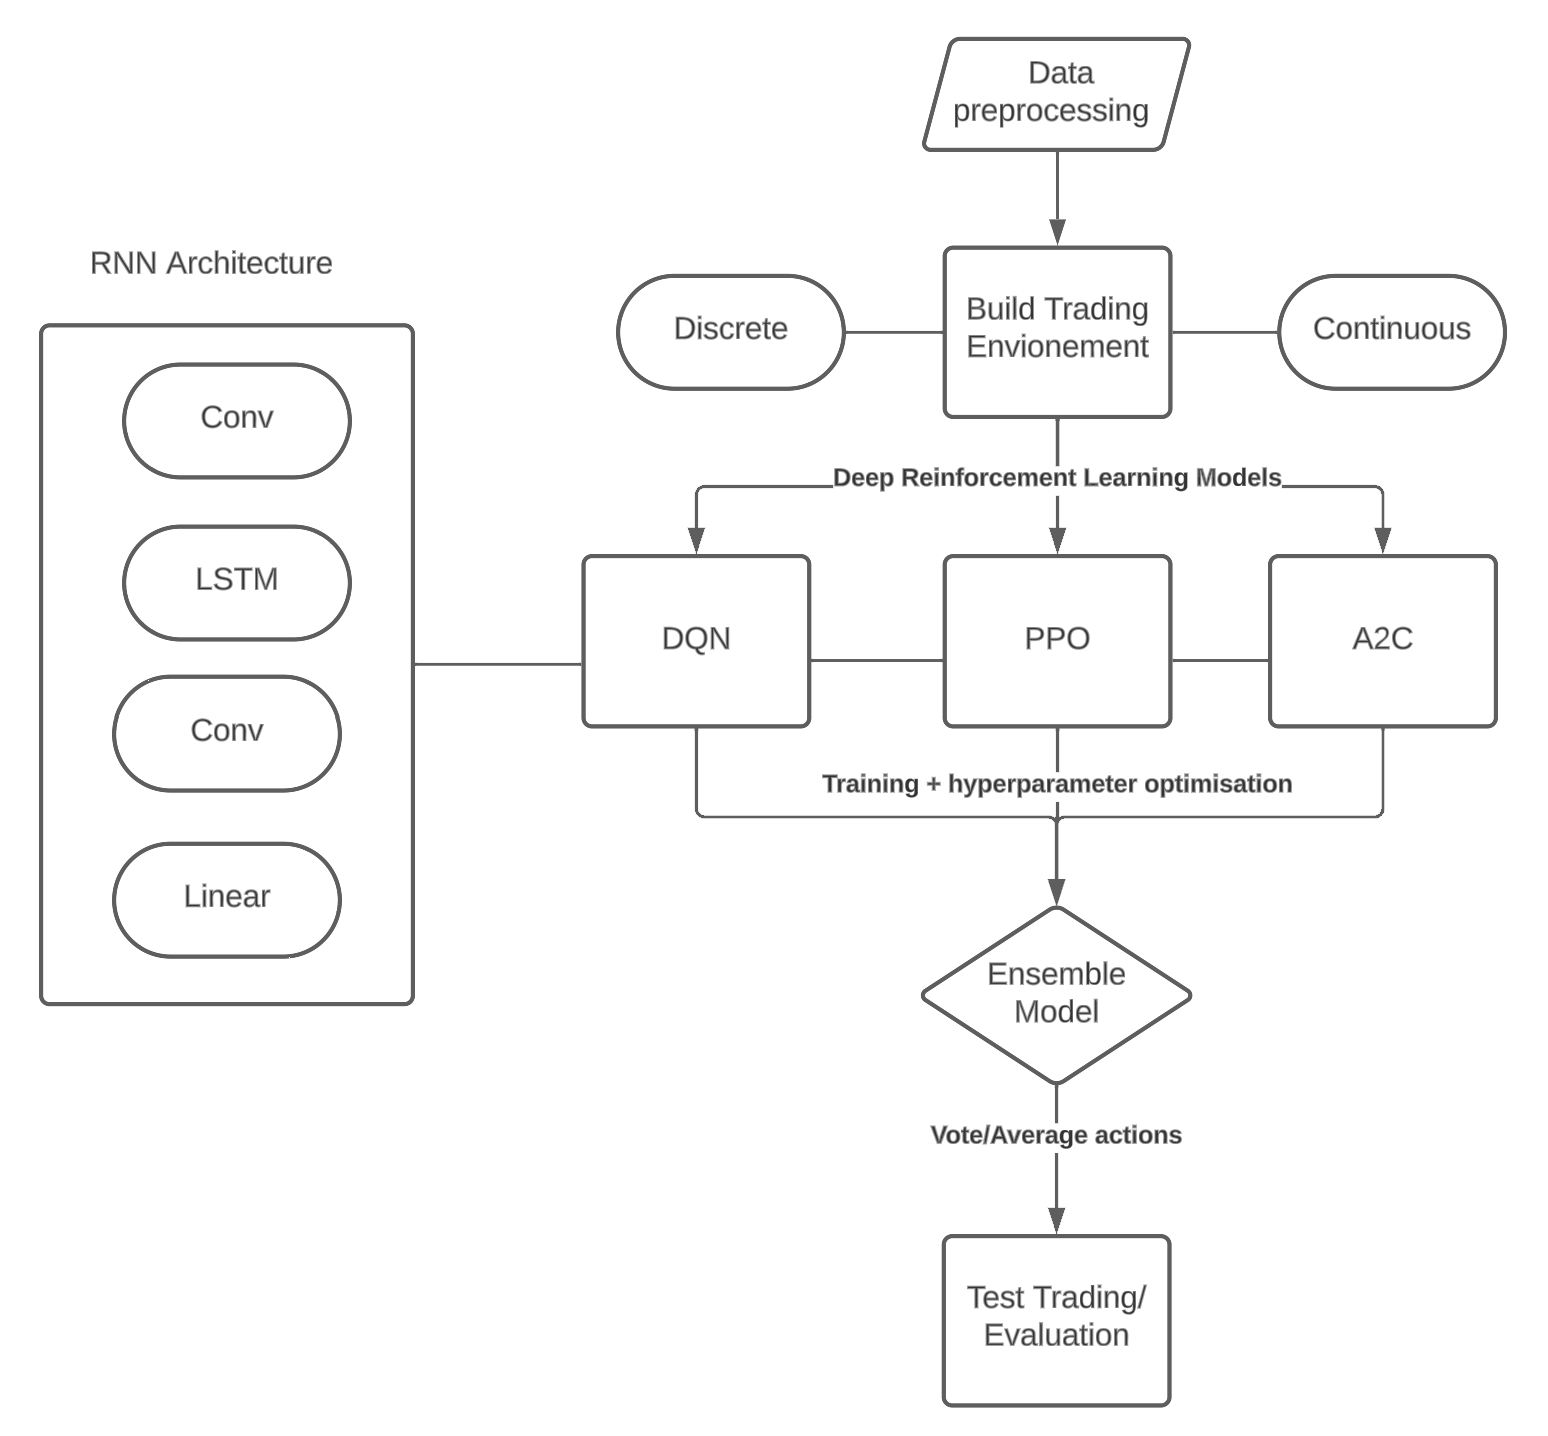 Data
preprocessing
RNN Architecture
Discrete
Build Trading
Envionement
Continuous
Conv
LSTM
Conv
Linear
Deep Reinforcement Learning Models
DQN
PPO
A2C
Training + hyperparameter optimisation
Ensemble
Model
Vote/Average actions
Test Trading/
Evaluation